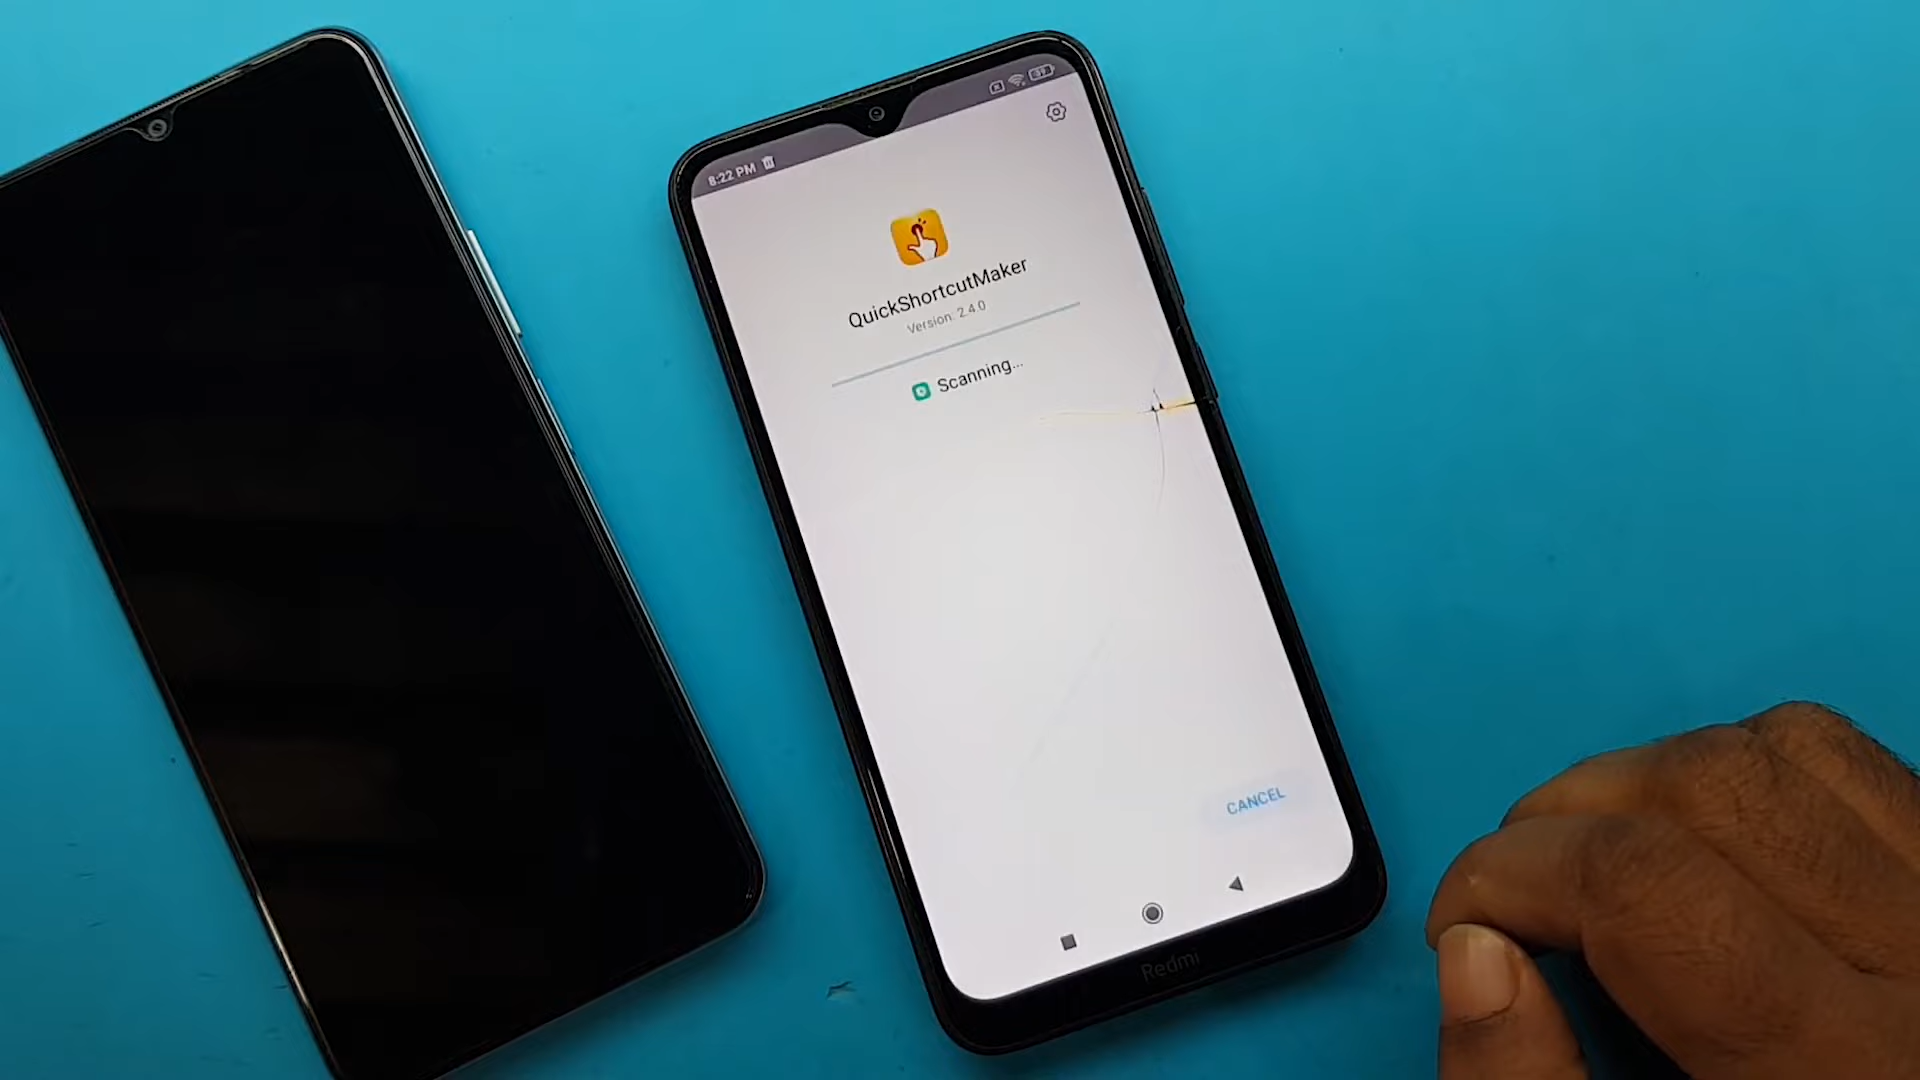 8:22 PM
QuickShortcutMaker
Version: 2.4.0
Scanning...
CANCEL
Redmi